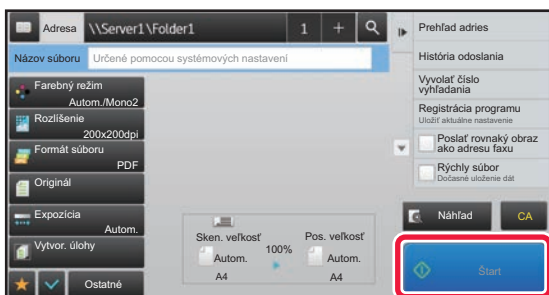 Adresa
\\Server1\Folder1
1
+
Názov súboru
Určené pomocou systémových nastavení
Farebný režim
Autom./Mono2
Rozlíšenie
200x200dpi
Formát súboru
PDF
Originál
Expozícia
Autom.
Vytvor. úlohy
Ostatné
Sken. veľkosť
Autom.
A4
100%
Pos. veľkosť
Autom.
A4
Prehľad adries
História odoslania
Vyvolať číslo
vyhľadania
Registrácia programu
Uložiť aktuálne nastavenie
Poslať rovnaký obraz
ako adresu faxu
Rýchly súbor
Dočasné uloženie dát
Náhľad
CA
Štart